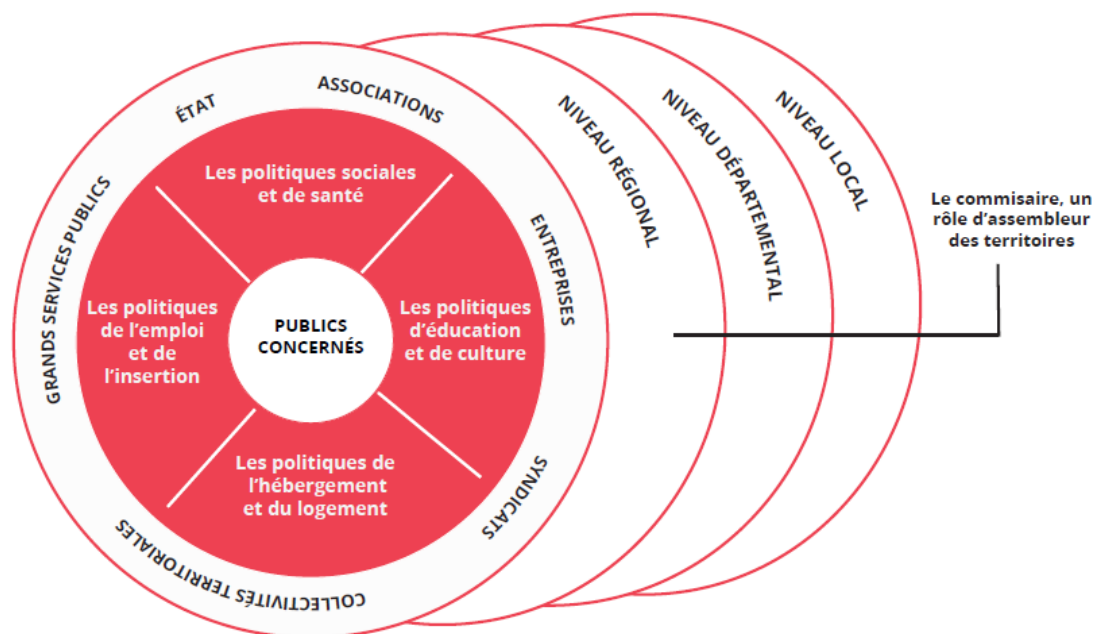 ÉTAT
ASSOCIATIONS
ENTREPRISES
SYNDICATS
COLLECTIVITÉS TERRITORIALES
GRANDS SERVICES PUBLICS
Les politiques sociales
et de santé
Les politiques
de l'emploi
et de
l'insertion
PUBLICS
CONCERNÉS
Les politiques
d'éducation
et de culture
Les politiques de
l'hébergement
et du logement
NIVEAU RÉGIONAL
NIVEAU DÉPARTEMENTAL
NIVEAU LOCAL
Le commisaire, un
rôle d'assembleur
des territoires